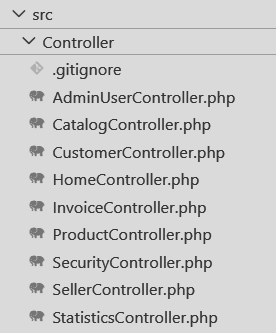 src
Controller
.gitignore
AdminUserController.php
CatalogController.php
CustomerController.php
HomeController.php
InvoiceController.php
ProductController.php
SecurityController.php
SellerController.php
StatisticsController.php